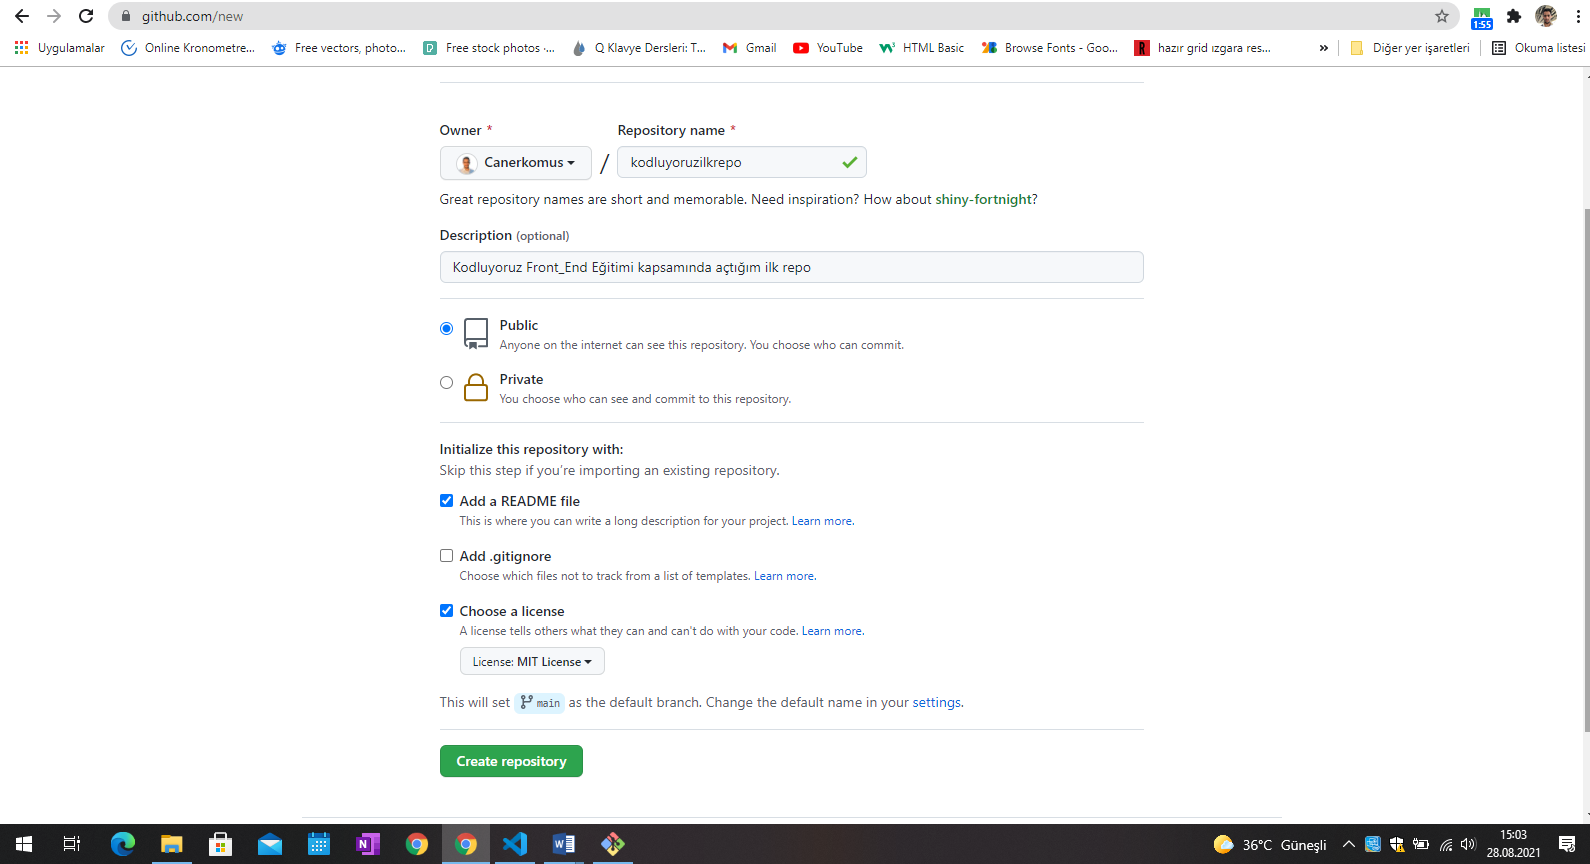 github.com/new
1:55
Uygulamalar
Online Kronometre...
Free vectors, photo...
Free stock photos ·...
Q Klavye Dersleri: T...
Gmail
YouTube
HTML Basic
Browse Fonts - Goo...
hazır grid ızgara res...
»
Diğer yer işaretleri
Okuma listesi
Owner *
Repository name *
Canerkomus
/
kodluyoruzilkrepo
Great repository names are short and memorable. Need inspiration? How about shiny-fortnight?
Description (optional)
Kodluyoruz Front_End Eğitimi kapsamında açtığım ilk repo
Public
Anyone on the internet can see this repository. You choose who can commit.
Private
You choose who can see and commit to this repository.
Initialize this repository with:
Skip this step if you're importing an existing repository.
Add a README file
This is where you can write a long description for your project. Learn more.
Add .gitignore
Choose which files not to track from a list of templates. Learn more.
Choose a license
A license tells others what they can and can't do with your code. Learn more.
License: MIT License
This will set main as the default branch. Change the default name in your settings.
Create repository
36°C Güneşli
15:03
28.08.2021